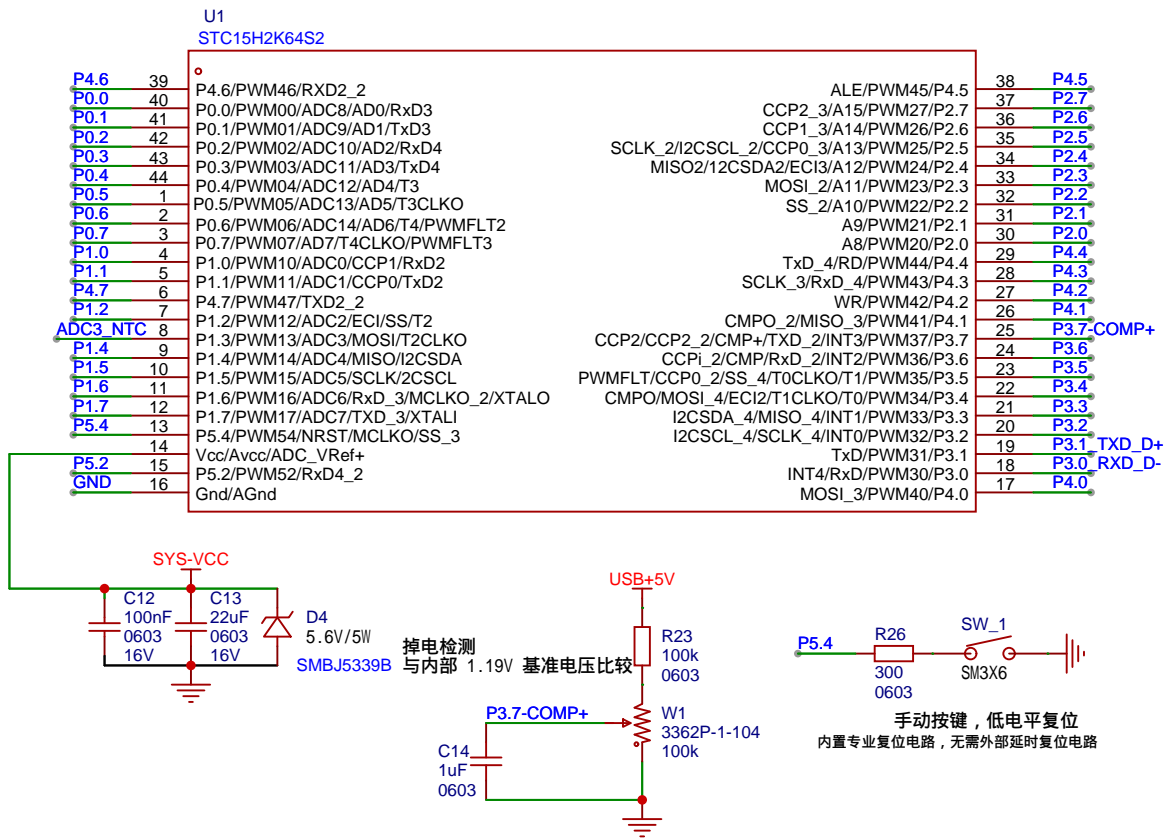 U1
STC15H2K64S2
P4.6 39 P4.6/PWM46/RXD2_2
P0.0 40 P0.0/PWM00/ADC8/AD0/RxD3
P0.1 41 P0.1/PWM01/ADC9/AD1/TxD3
P0.2 42 P0.2/PWM02/ADC10/AD2/RxD4
P0.3 43 P0.3/PWM03/ADC11/AD3/TxD4
P0.4 44 P0.4/PWM04/ADC12/AD4/T3
P0.5 1 P0.5/PWM05/ADC13/AD5/T3CLKO
P0.6 2 P0.6/PWM06/ADC14/AD6/T4/PWMFLT2
P0.7 3 P0.7/PWM07/AD7/T4CLKO/PWMFLT3
P1.0 4 P1.0/PWM10/ADC0/CCP1/RxD2
P1.1 5 P1.1/PWM11/ADC1/CCP0/TxD2
P4.7 6 P4.7/PWM47/TXD2_2
P1.2 7 P1.2/PWM12/ADC2/ECI/SS/T2
ADC3_NTC 8 P1.3/PWM13/ADC3/MOSI/T2CLKO
P1.4 9 P1.4/PWM14/ADC4/MISO/I2CSDA
P1.5 10 P1.5/PWM15/ADC5/SCLK/2CSCL
P1.6 11 P1.6/PWM16/ADC6/RxD_3/MCLKO_2/XTALO
P1.7 12 P1.7/PWM17/ADC7/TXD_3/XTALI
P5.4 13 P5.4/PWM54/NRST/MCLKO/SS_3
14 Vcc/Avcc/ADC_VRef+
P5.2 15 P5.2/PWM52/RxD4_2
GND 16 Gnd/AGnd
ALE/PWM45/P4.5 38 P4.5
CCP2_3/A15/PWM27/P2.7 37 P2.7
CCP1_3/A14/PWM26/P2.6 36 P2.6
SCLK_2/I2CSCL_2/CCP0_3/A13/PWM25/P2.5 35 P2.5
MISO2/12CSDA2/ECI3/A12/PWM24/P2.4 34 P2.4
MOSI_2/A11/PWM23/P2.3 33 P2.3
SS_2/A10/PWM22/P2.2 32 P2.2
A9/PWM21/P2.1 31 P2.1
A8/PWM20/P2.0 30 P2.0
TxD_4/RD/PWM44/P4.4 29 P4.4
SCLK_3/RxD_4/PWM43/P4.3 28 P4.3
WR/PWM42/P4.2 27 P4.2
CMPO_2/MISO_3/PWM41/P4.1 26 P4.1
CCP2/CCP2_2/CMP+/TXD_2/INT3/PWM37/P3.7 25 P3.7-COMP+
CCPi_2/CMP/RxD_2/INT2/PWM36/P3.6 24 P3.6
PWMFLT/CCP0_2/SS_4/T0CLKO/T1/PWM35/P3.5 23 P3.5
CMPO/MOSI_4/ECI2/T1CLKO/T0/PWM34/P3.4 22 P3.4
I2CSDA_4/MISO_4/INT1/PWM33/P3.3 21 P3.3
I2CSCL_4/SCLK_4/INT0/PWM32/P3.2 20 P3.2
TxD/PWM31/P3.1 19 P3.1_TXD_D+
INT4/RxD/PWM30/P3.0 18 P3.0_RXD_D-
MOSI_3/PWM40/P4.0 17 P4.0
SYS-VCC
C12
100nF
0603
16V
C13
22uF
0603
16V
D4
5.6V/5W
SMBJ5339B
掉电检测
与内部 1.19V 基准电压比较
USB+5V
R23
100k
0603
P3.7-COMP+
W1
3362P-1-104
100k
C14
1uF
0603
P5.4
R26
300
0603
SW_1
SM3X6
手动按键，低电平复位
内置专业复位电路，无需外部延时复位电路